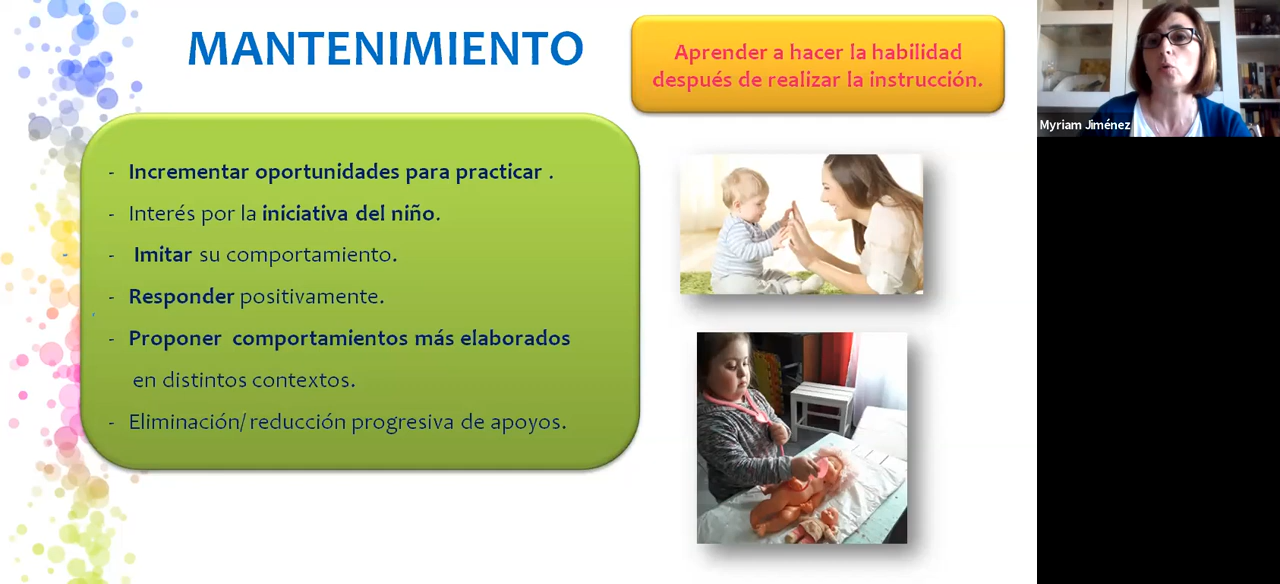 MANTENIMIENTO
Aprender a hacer la habilidad
después de realizar la instrucción.
- Incrementar oportunidades para practicar .
- Interés por la iniciativa del niño.
- Imitar su comportamiento.
- Responder positivamente.
- Proponer comportamientos más elaborados
en distintos contextos.
- Eliminación/reducción progresiva de apoyos.
Myriam Jiménez